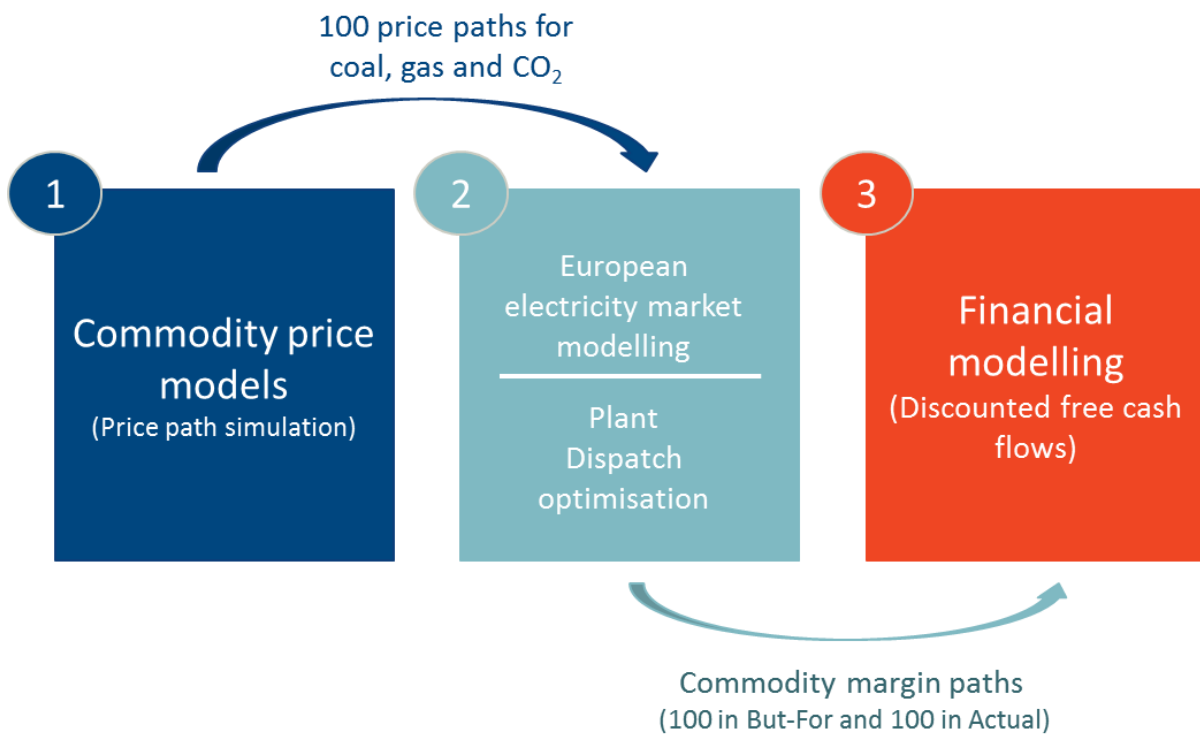 100 price paths for
coal, gas and CO₂
1
Commodity price
models
(Price path simulation)
2
European
electricity market
modelling
Plant
Dispatch
optimisation
3
Financial
modelling
(Discounted free cash
flows)
Commodity margin paths
(100 in But-For and 100 in Actual)